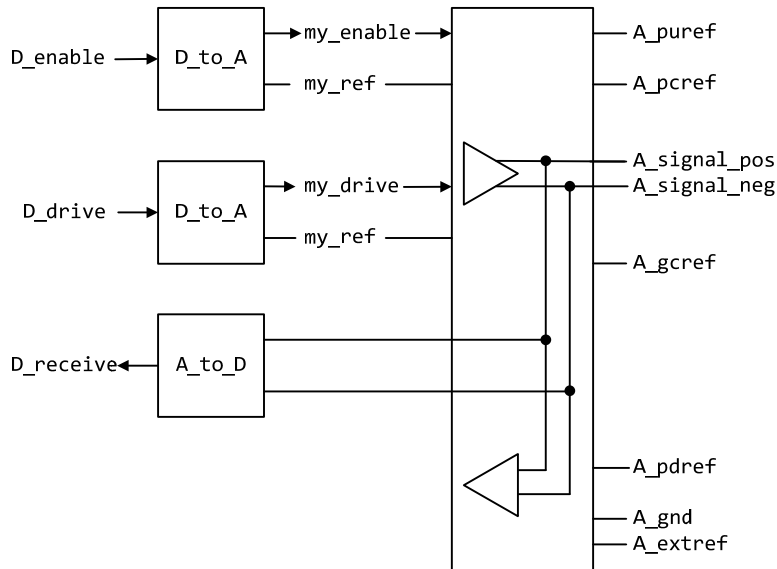 my_enable
A_puref
D_enable
D_to_A
my_ref
A_pcref
A_signal_pos
my_drive
A_signal_neg
D_drive
D_to_A
my_ref
A_gcref
D_receive
A_to_D
A_pdref
A_gnd
A_extref